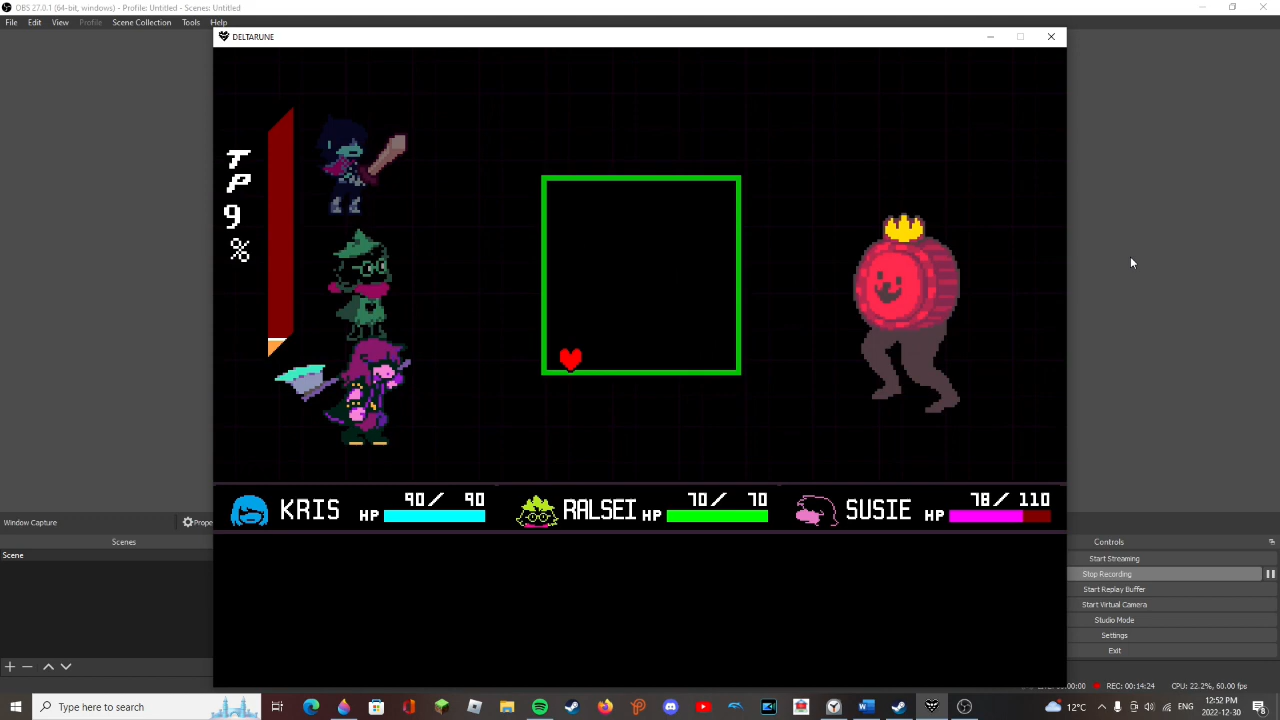 OBS 27.0.1 (64-bit, windows) - Profile: Untitled - Scenes: Untitled
File Edit View Profile Scene Collection Tools Help
DELTARUNE
TP
9
%
KRIS HP 90/ 90 RALSEI HP 70/ 70 SUSIE HP 78/ 110
Window Capture Prope
Scenes Controls
Scene
Start Streaming
Stop Recording
Start Replay Buffer
Start Virtual Camera
Studio Mode
Settings
Exit
REC: 00:14:24 CPU: 22.2%, 60.00 fps
Type here to search
12°C ENG 12:52 PM
2022-12-30
8